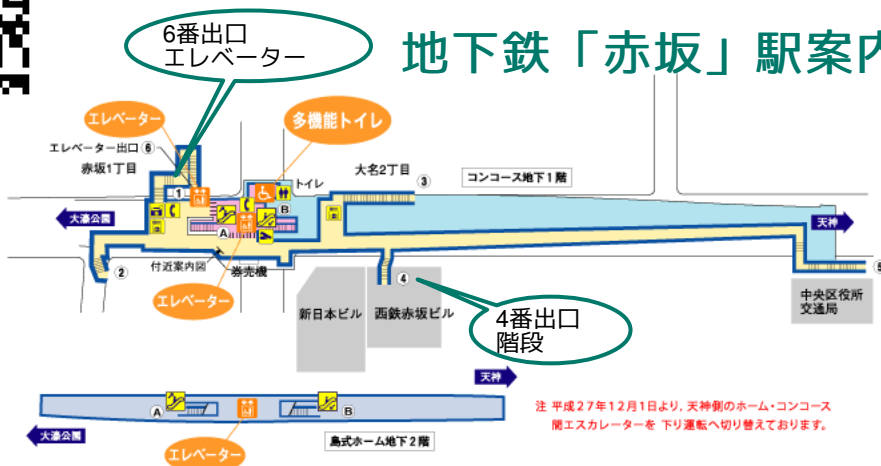 6番出口
エレベーター
地下鉄「赤坂」駅案内
エレベーター
多機能トイレ
エレベーター出口⑥
赤坂1丁目
トイレ
大名2丁目
③
コンコース地下1階
①
大濠公園
B
天神
A
②
付近案内図
券売機
④
⑤
エレベーター
新日本ビル
西鉄赤坂ビル
4番出口
階段
中央区役所
交通局
天神
A
B
大濠公園
エレベーター
島式ホーム地下2階
注 平成27年12月1日より, 天神側のホーム・コンコース
間エスカレーターを 下り運転へ切り替えております。